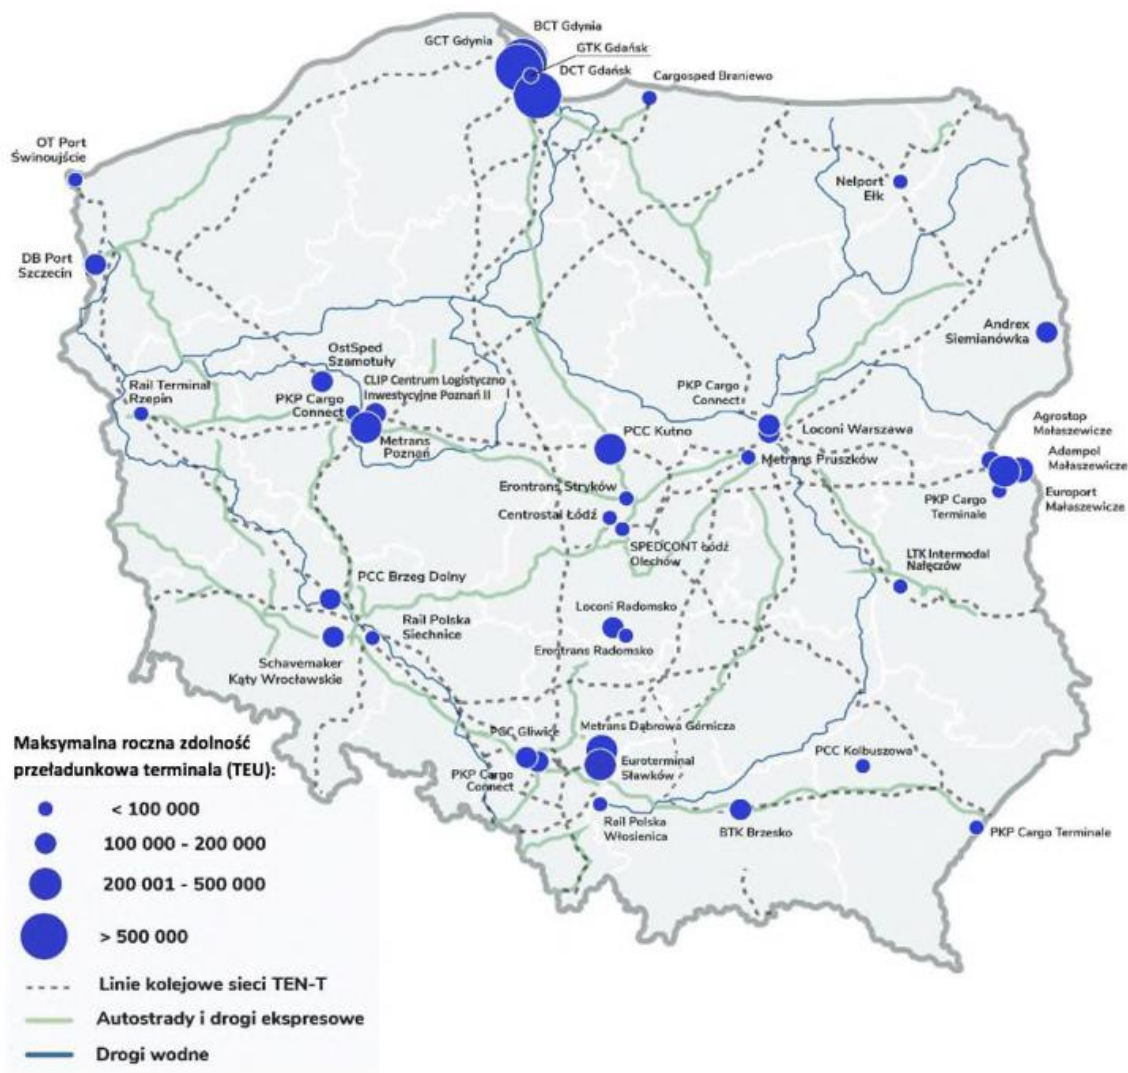 BCT Gdynia
GCT Gdynia
GTK Gdańsk
DCT Gdańsk
Cargosped Braniewo
OT Port
Świnoujście
Nelport
Ełk
DB Port
Szczecin
Andrex
Siemianówka
OstSped
Szamotuły
Rail Terminal
Rzepin
CLIP Centrum Logistyczno
Inwestycyjne Poznań II
PKP Cargo
Connect
Metrans
Poznań
PKP Cargo
Connect
PCC Kutno
Loconi Warszawa
Metrans Pruszków
Agrostop
Małaszewicze
Adampol
Małaszewicze
PKP Cargo
Terminale
Europort
Małaszewicze
Erontrans Stryków
Centrostal Łódź
SPEDCONT Łódź
Olechów
LTK Intermodal
Nałęczów
PCC Brzeg Dolny
Rail Polska
Siechnice
Loconi Radomsko
Erontrans Radomsko
Schavemaker
Kąty Wrocławskie
PCC Gliwice
Metrans Dąbrowa Górnicza
PKP Cargo
Connect
Euroterminal
Sławków
PCC Kolbuszowa
Rail Polska
Włosienica
BTK Brzesko
PKP Cargo Terminale
Maksymalna roczna zdolność
przeładunkowa terminala (TEU):
< 100 000
100 000 - 200 000
200 001 - 500 000
> 500 000
Linie kolejowe sieci TEN-T
Autostrady i drogi ekspresowe
Drogi wodne